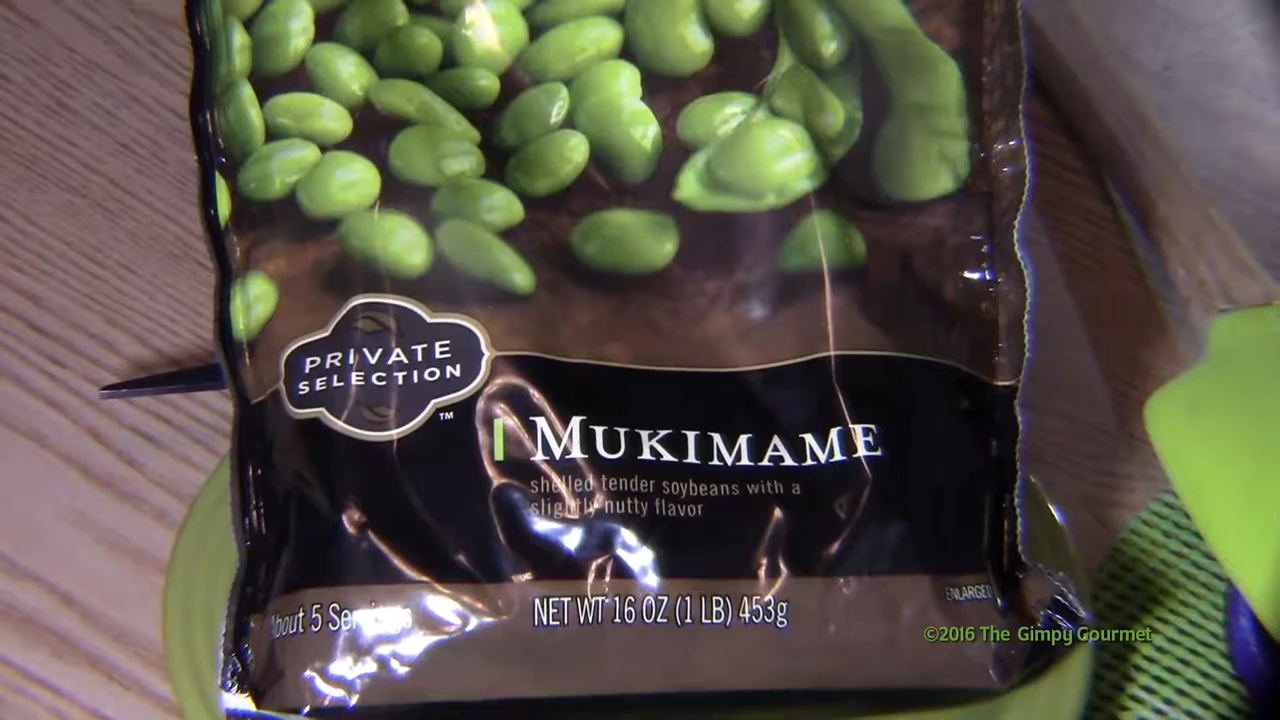 PRIVATE
SELECTION
™
MUKIMAME
shelled tender soybeans with a
slightly nutty flavor
About 5 Servings
NET WT 16 OZ (1 LB) 453g
ENLARGED
©2016 The Gimpy Gourmet